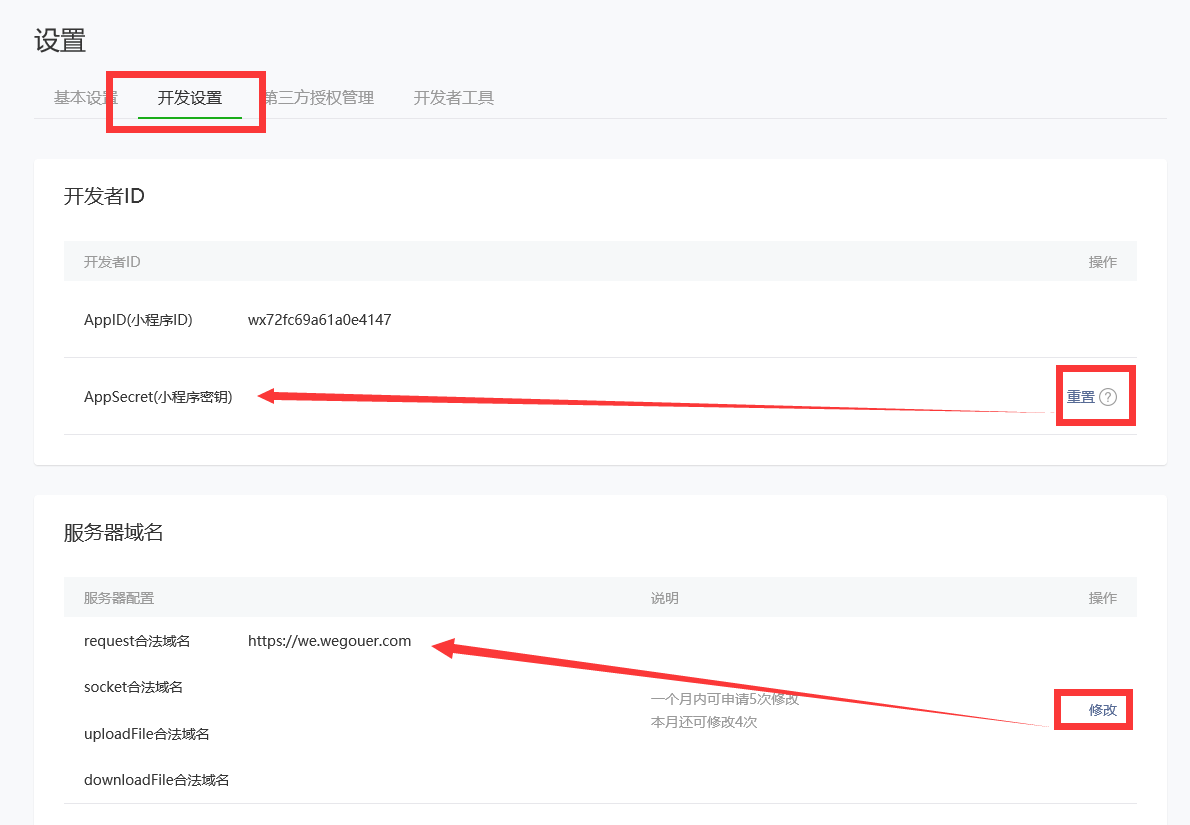 设置
基本设置 开发设置 第三方授权管理 开发者工具
开发者ID
开发者ID 操作
AppID(小程序ID) wx72fc69a61a0e4147
AppSecret(小程序密钥) 重置 ?
服务器域名
服务器配置 说明 操作
request合法域名 https://we.wegouer.com
socket合法域名
一个月内可申请5次修改
本月还可修改4次
修改
uploadFile合法域名
downloadFile合法域名